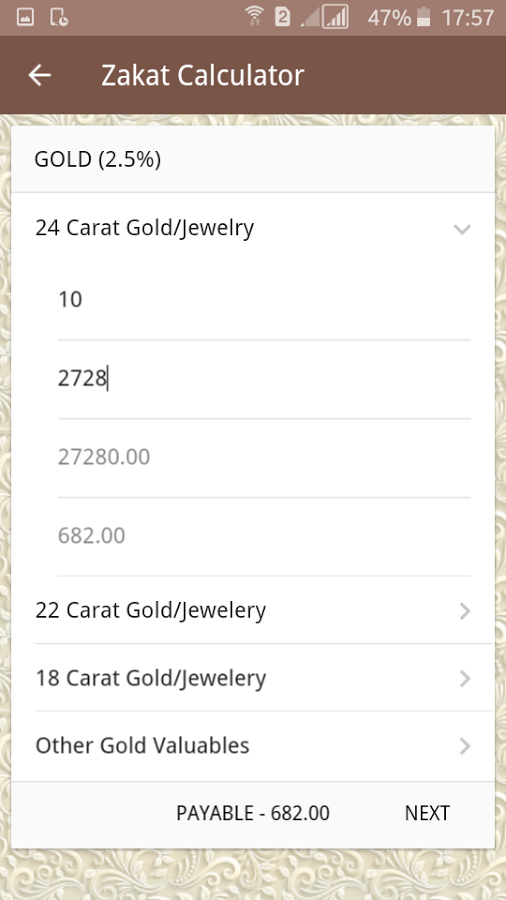 2 47% 17:57
Zakat Calculator
GOLD (2.5%)
24 Carat Gold/Jewelry
10
2728
27280.00
682.00
22 Carat Gold/Jewelery
18 Carat Gold/Jewelery
Other Gold Valuables
PAYABLE - 682.00 NEXT